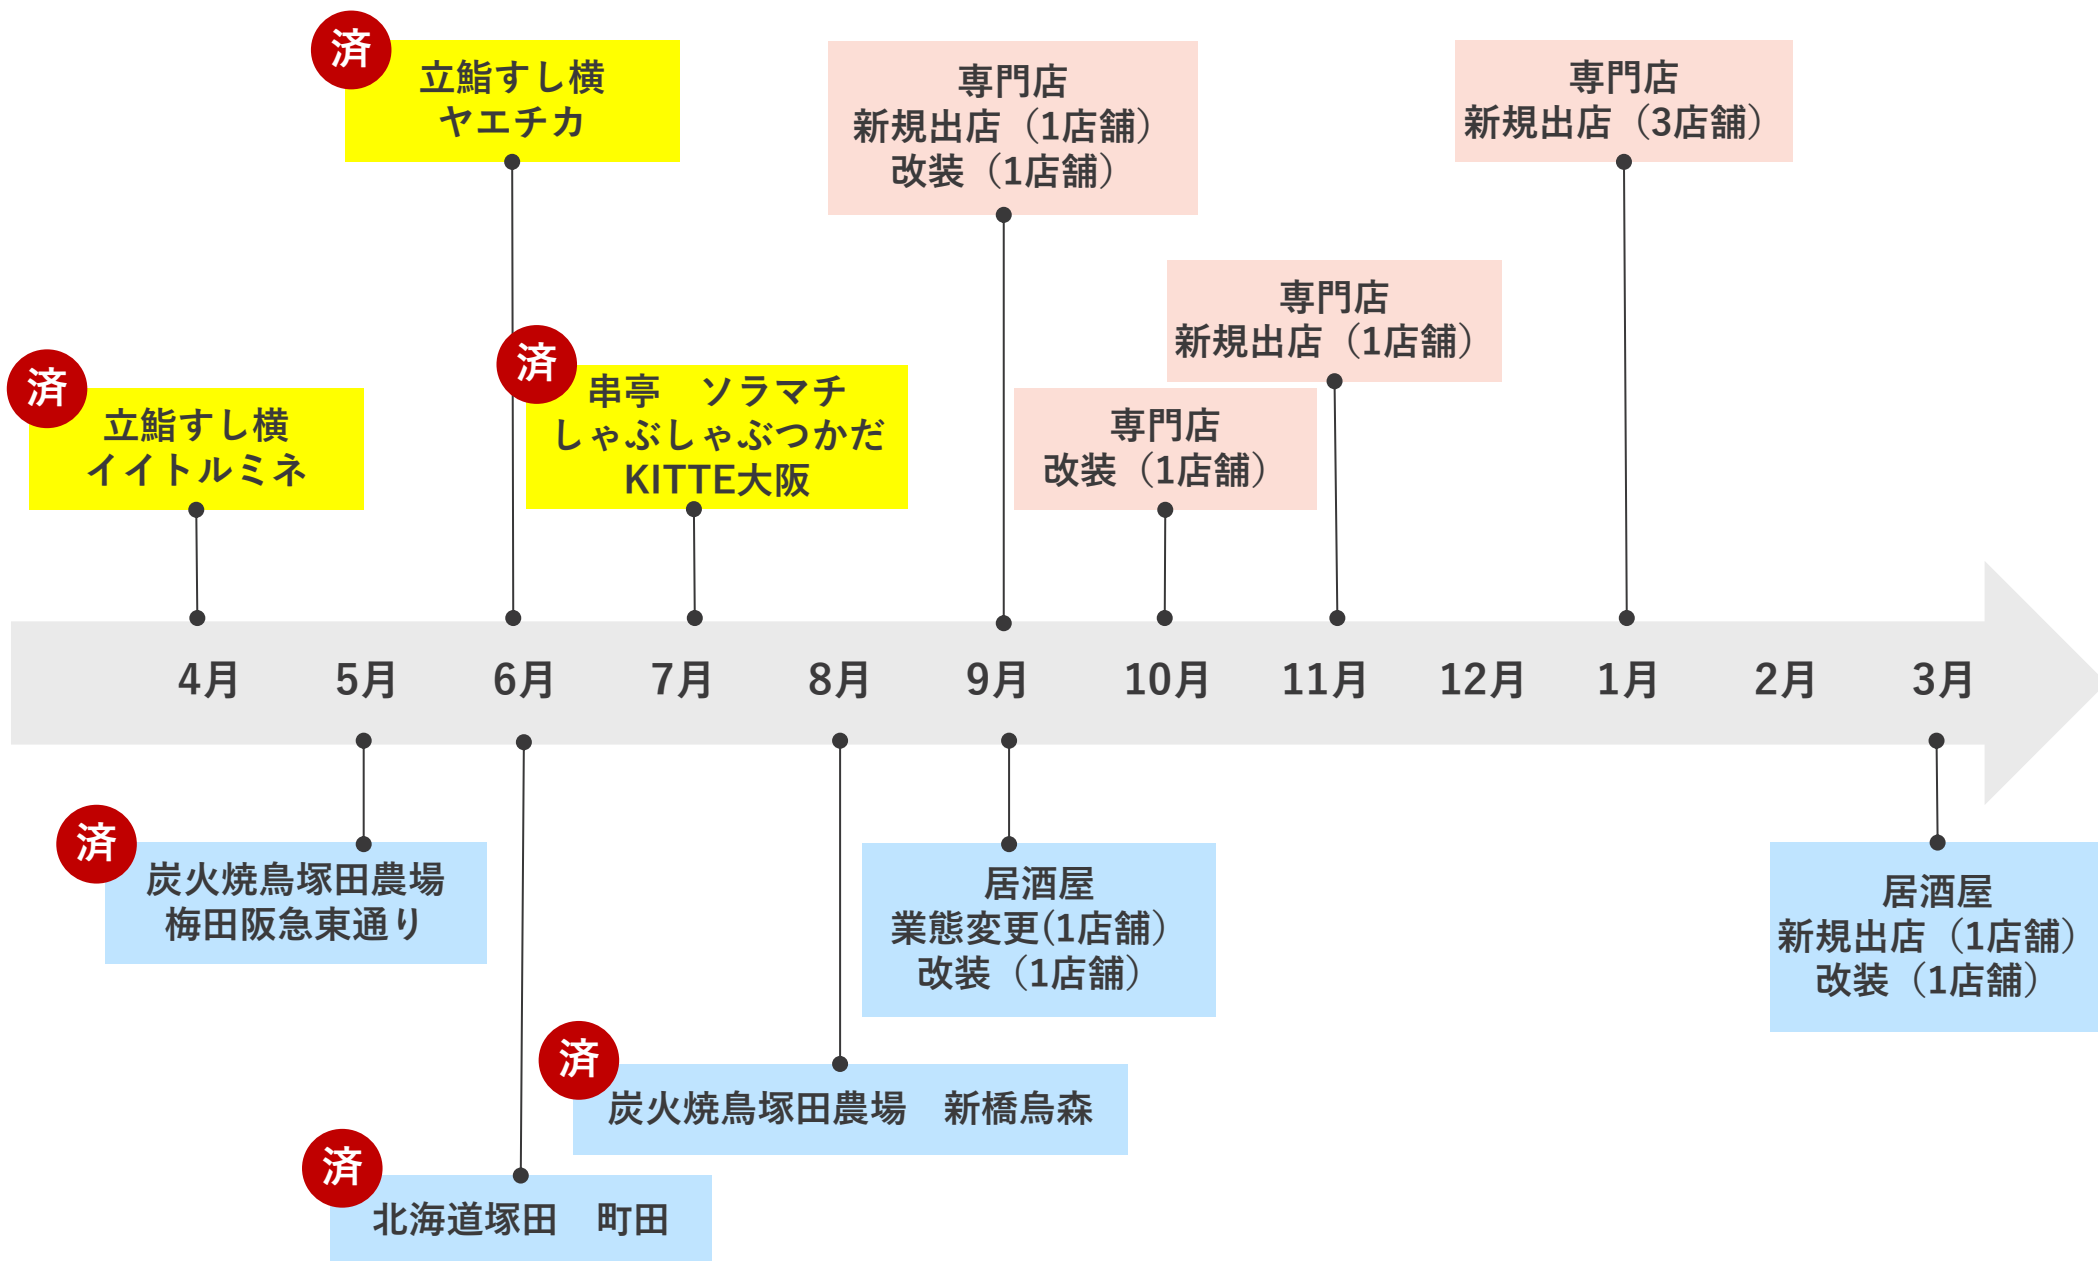 済
立鮨すし横
ヤエチカ
専門店
新規出店（1店舗）
改装（1店舗）
専門店
新規出店（3店舗）
専門店
新規出店（1店舗）
済
立鮨すし横
イイトルミネ
済
串亭　ソラマチ
しゃぶしゃぶつかだ
KITTE大阪
専門店
改装（1店舗）
4月 5月 6月 7月 8月 9月 10月 11月 12月 1月 2月 3月
済
炭火焼鳥塚田農場
梅田阪急東通り
居酒屋
業態変更(1店舗）
改装（1店舗）
居酒屋
新規出店（1店舗）
改装（1店舗）
済
炭火焼鳥塚田農場　新橋烏森
済
北海道塚田　町田